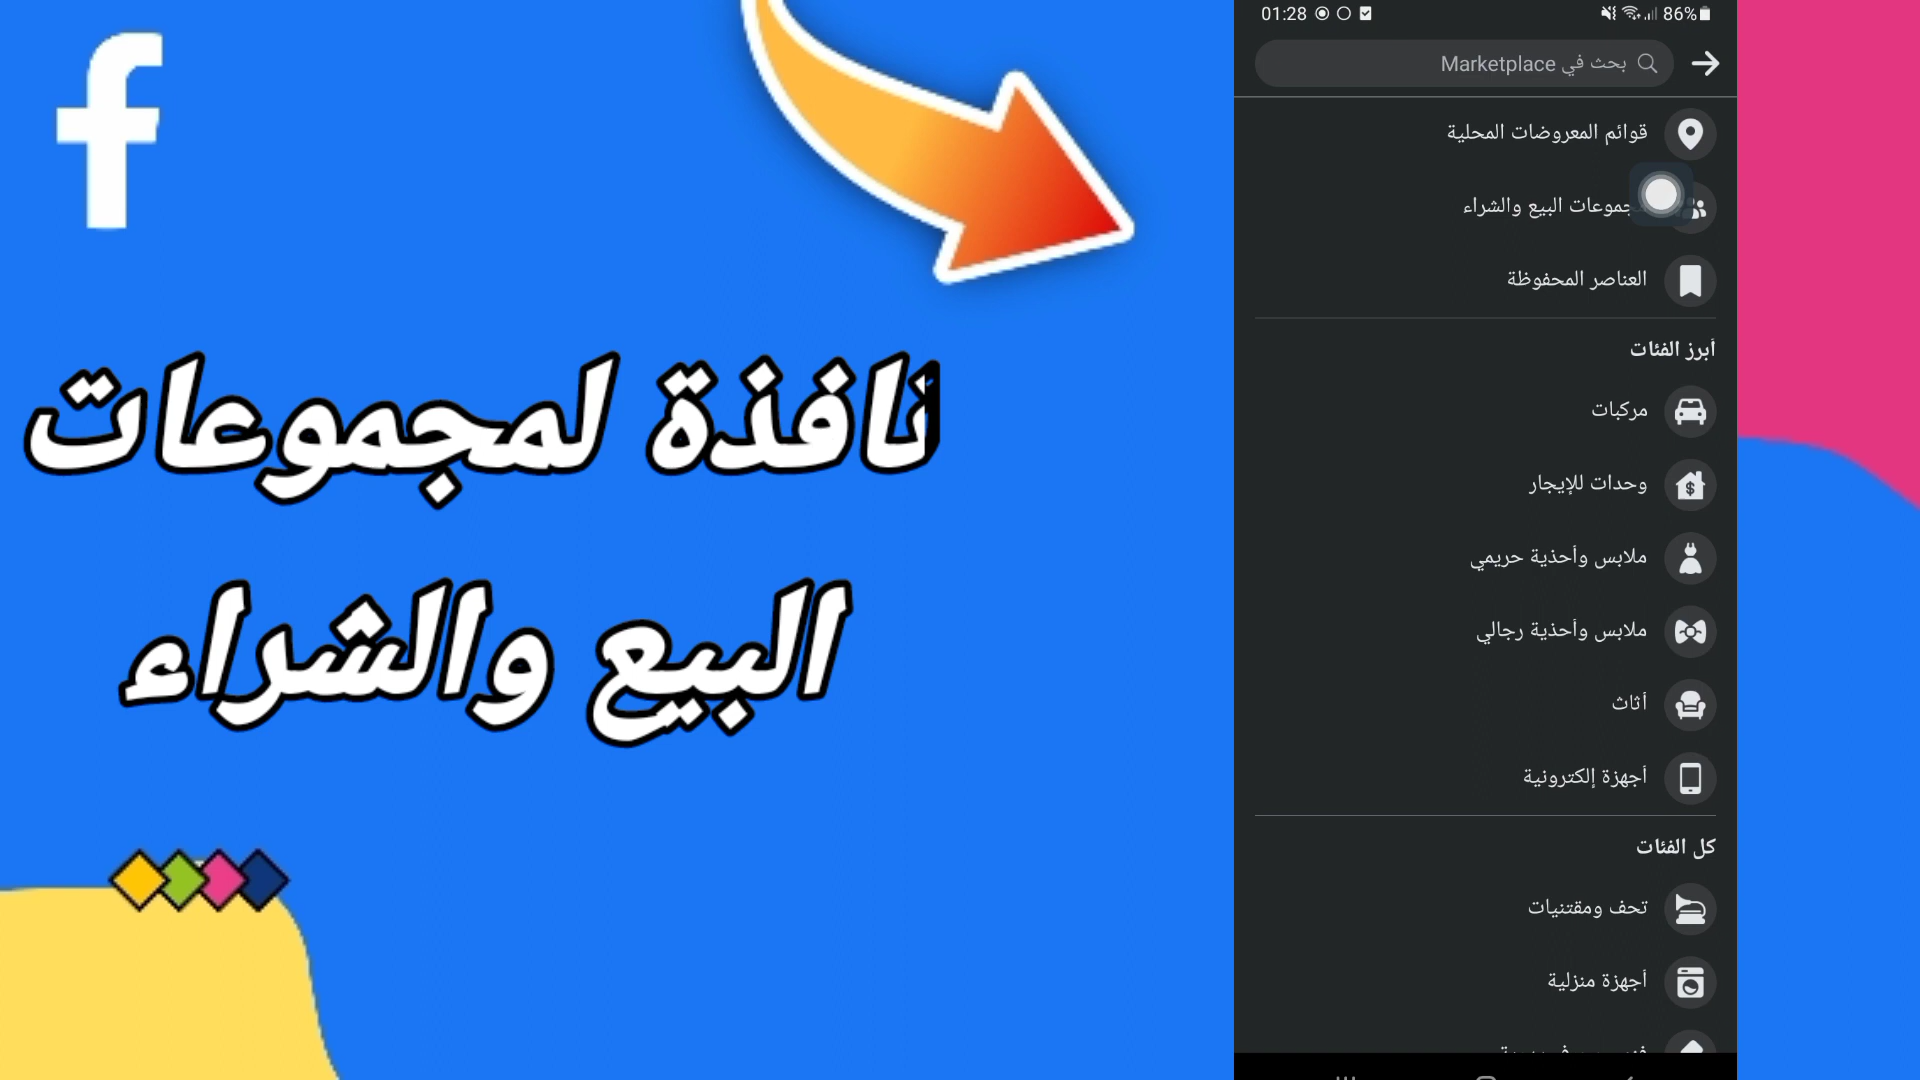 نافذة لمجموعات
البيع والشراء
01:28
86%
بحث في Marketplace
قوائم المعروضات المحلية
البيع والشراء
العناصر المحفوظة
أبرز الفئات
مركبات
وحدات للإيجار
ملابس وأحذية حريمي
ملابس وأحذية رجالي
أثاث
أجهزة إلكترونية
كل الفئات
تحف ومقتنيات
أجهزة منزلية